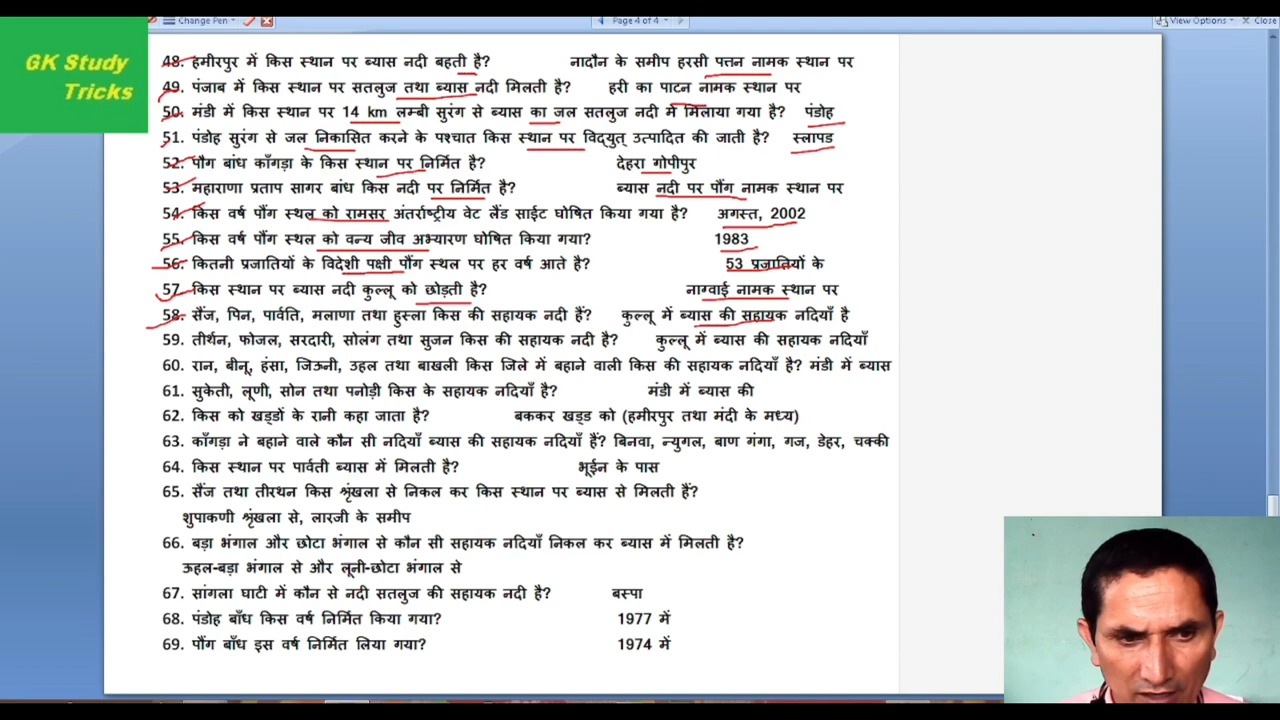 Change Pen
Page 4 of 4
View Options
Close
GK Study
Tricks
48. हमीरपुर में किस स्थान पर ब्यास नदी बहती है? नादौन के समीप हरसी पत्तन नामक स्थान पर
49. पंजाब में किस स्थान पर सतलुज तथा ब्यास नदी मिलती है? हरी का पाटन नामक स्थान पर
50. मंडी में किस स्थान पर 14 km लम्बी सुरंग से ब्यास का जल सतलुज नदी में मिलाया गया है? पंडोह
51. पंडोह सुरंग से जल निकासित करने के पश्चात किस स्थान पर विद्युत् उत्पादित की जाती है? स्लापड
52. पौंग बांध काँगड़ा के किस स्थान पर निर्मित है? देहरा गोपीपुर
53. महाराणा प्रताप सागर बांध किस नदी पर निर्मित है? ब्यास नदी पर पौंग नामक स्थान पर
54. किस वर्ष पौंग स्थल को रामसर अंतर्राष्ट्रीय वेट लैंड साईट घोषित किया गया है? अगस्त, 2002
55. किस वर्ष पौंग स्थल को वन्य जीव अभ्यारण घोषित किया गया? 1983
56. कितनी प्रजातियों के विदेशी पक्षी पौंग स्थल पर हर वर्ष आते है? 53 प्रजातियों के
57. किस स्थान पर ब्यास नदी कुल्लू को छोड़ती है? नाग्वाई नामक स्थान पर
58. सैंज, पिन, पार्वति, मलाणा तथा हुस्ला किस की सहायक नदी हैं? कुल्लू में ब्यास की सहायक नदियाँ है
59. तीर्थन, फोजल, सरदारी, सोलंग तथा सुजन किस की सहायक नदी है? कुल्लू में ब्यास की सहायक नदियाँ
60. रान, बीनू, हंसा, जिऊनी, उहल तथा बाखली किस जिले में बहाने वाली किस की सहायक नदियाँ है? मंडी में ब्यास
61. सुकेती, लूणी, सोन तथा पनोड़ी किस के सहायक नदियाँ है? मंडी में ब्यास की
62. किस को खड्डों के रानी कहा जाता है? बककर खड्ड को (हमीरपुर तथा मंदी के मध्य)
63. काँगड़ा ने बहाने वाले कौन सी नदियाँ ब्यास की सहायक नदियाँ हैं? बिनवा, न्युगल, बाण गंगा, गज, डेहर, चक्की
64. किस स्थान पर पार्वती ब्यास में मिलती है? भूईन के पास
65. सैंज तथा तीरथन किस श्रृंखला से निकल कर किस स्थान पर ब्यास से मिलती हैं?
शुपाकणी श्रृंखला से, लारजी के समीप
66. बड़ा भंगाल और छोटा भंगाल से कौन सी सहायक नदियाँ निकल कर ब्यास में मिलती है?
ऊहल-बड़ा भंगाल से और लूनी-छोटा भंगाल से
67. सांगला घाटी में कौन से नदी सतलुज की सहायक नदी है? बस्पा
68. पंडोह बाँध किस वर्ष निर्मित किया गया? 1977 में
69. पौंग बाँध इस वर्ष निर्मित लिया गया? 1974 में